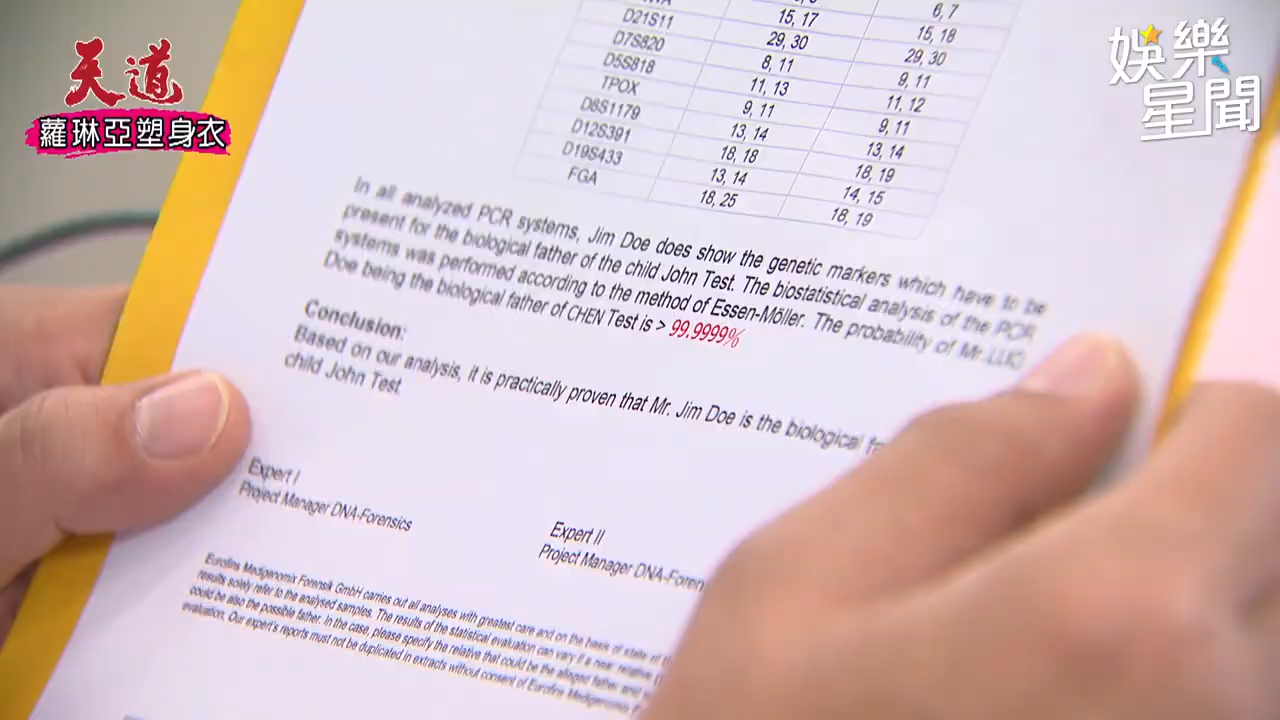 天道
蘿琳亞塑身衣
娛樂
星聞
6, 7
D21S11 15, 17 15, 18
D7S820 29, 30 29, 30
D5S818 8, 11 9, 11
TPOX 11, 13 11, 12
D8S1179 9, 11 9, 11
D12S391 13, 14 13, 14
D19S433 18, 18 18, 19
FGA 13, 14 14, 15
18, 25 18, 19
In all analyzed PCR systems, Jim Doe does show the genetic markers which have to be
present for the biological father of the child John Test. The biostatistical analysis of the PCR
systems was performed according to the method of Essen-Möller. The probability of Mr. LUO
Doe being the biological father of CHEN Test is > 99.9999%
Conclusion:
Based on our analysis, it is practically proven that Mr. Jim Doe is the biological fa
child John Test.
Expert I
Project Manager DNA-Forensics
Expert II
Project Manager DNA-Foren
Eurofins Medigenomix Forensik GmbH carries out all analyses with greatest care and on the basis of state of
results solely refer to the analysed samples. The results of the statistical evaluation can vary if a near relative
could be also the possible father. In the case, please specify the relative that could be the alleged father and
evaluation. Our expert's reports must not be duplicated in extracts without consent of Eurofins Medigenomix